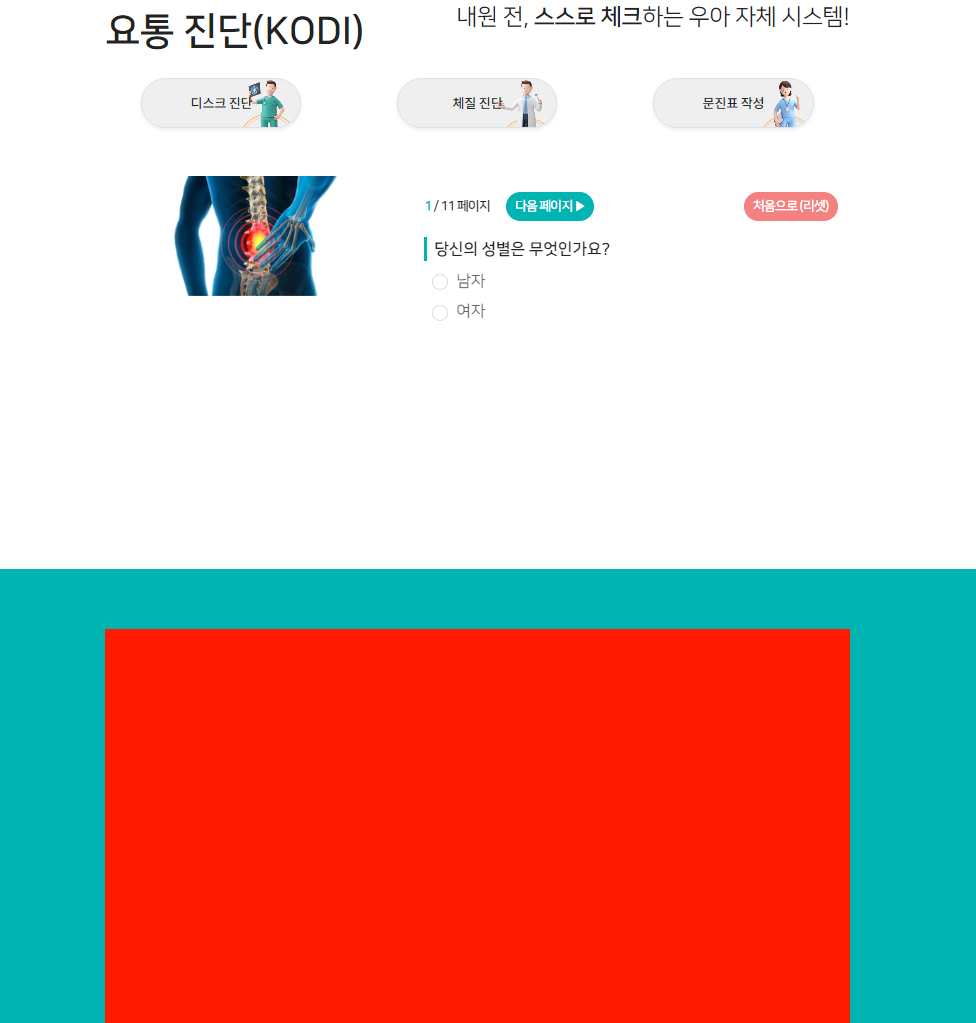 요통 진단(KODI)
내원 전, 스스로 체크하는 우아 자체 시스템!
디스크 진단
체질 진단
문진표 작성
1 / 11 페이지
다음 페이지 ▶
처음으로 (리셋)
당신의 성별은 무엇인가요?
남자
여자